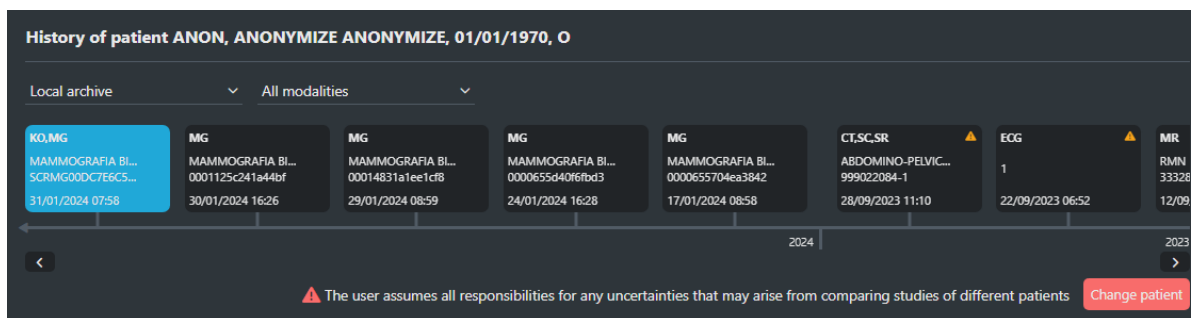 History of patient ANON, ANONYMIZE ANONYMIZE, 01/01/1970, O
Local archive
All modalities
KO,MG
MAMMOGRAFIA BI...
SCRMG00DC7E6C5...
31/01/2024 07:58
MG
MAMMOGRAFIA BI...
0001125c241a44bf
30/01/2024 16:26
MG
MAMMOGRAFIA BI...
00014831a1ee1cf8
29/01/2024 08:59
MG
MAMMOGRAFIA BI...
0000655d40f6fbd3
24/01/2024 16:28
MG
MAMMOGRAFIA BI...
0000655704ea3842
17/01/2024 08:58
CT,SC,SR
ABDOMINO-PELVIC...
999022084-1
28/09/2023 11:10
ECG
1
22/09/2023 06:52
MR
RMN
33328
12/09
2024
2023
The user assumes all responsibilities for any uncertainties that may arise from comparing studies of different patients
Change patient